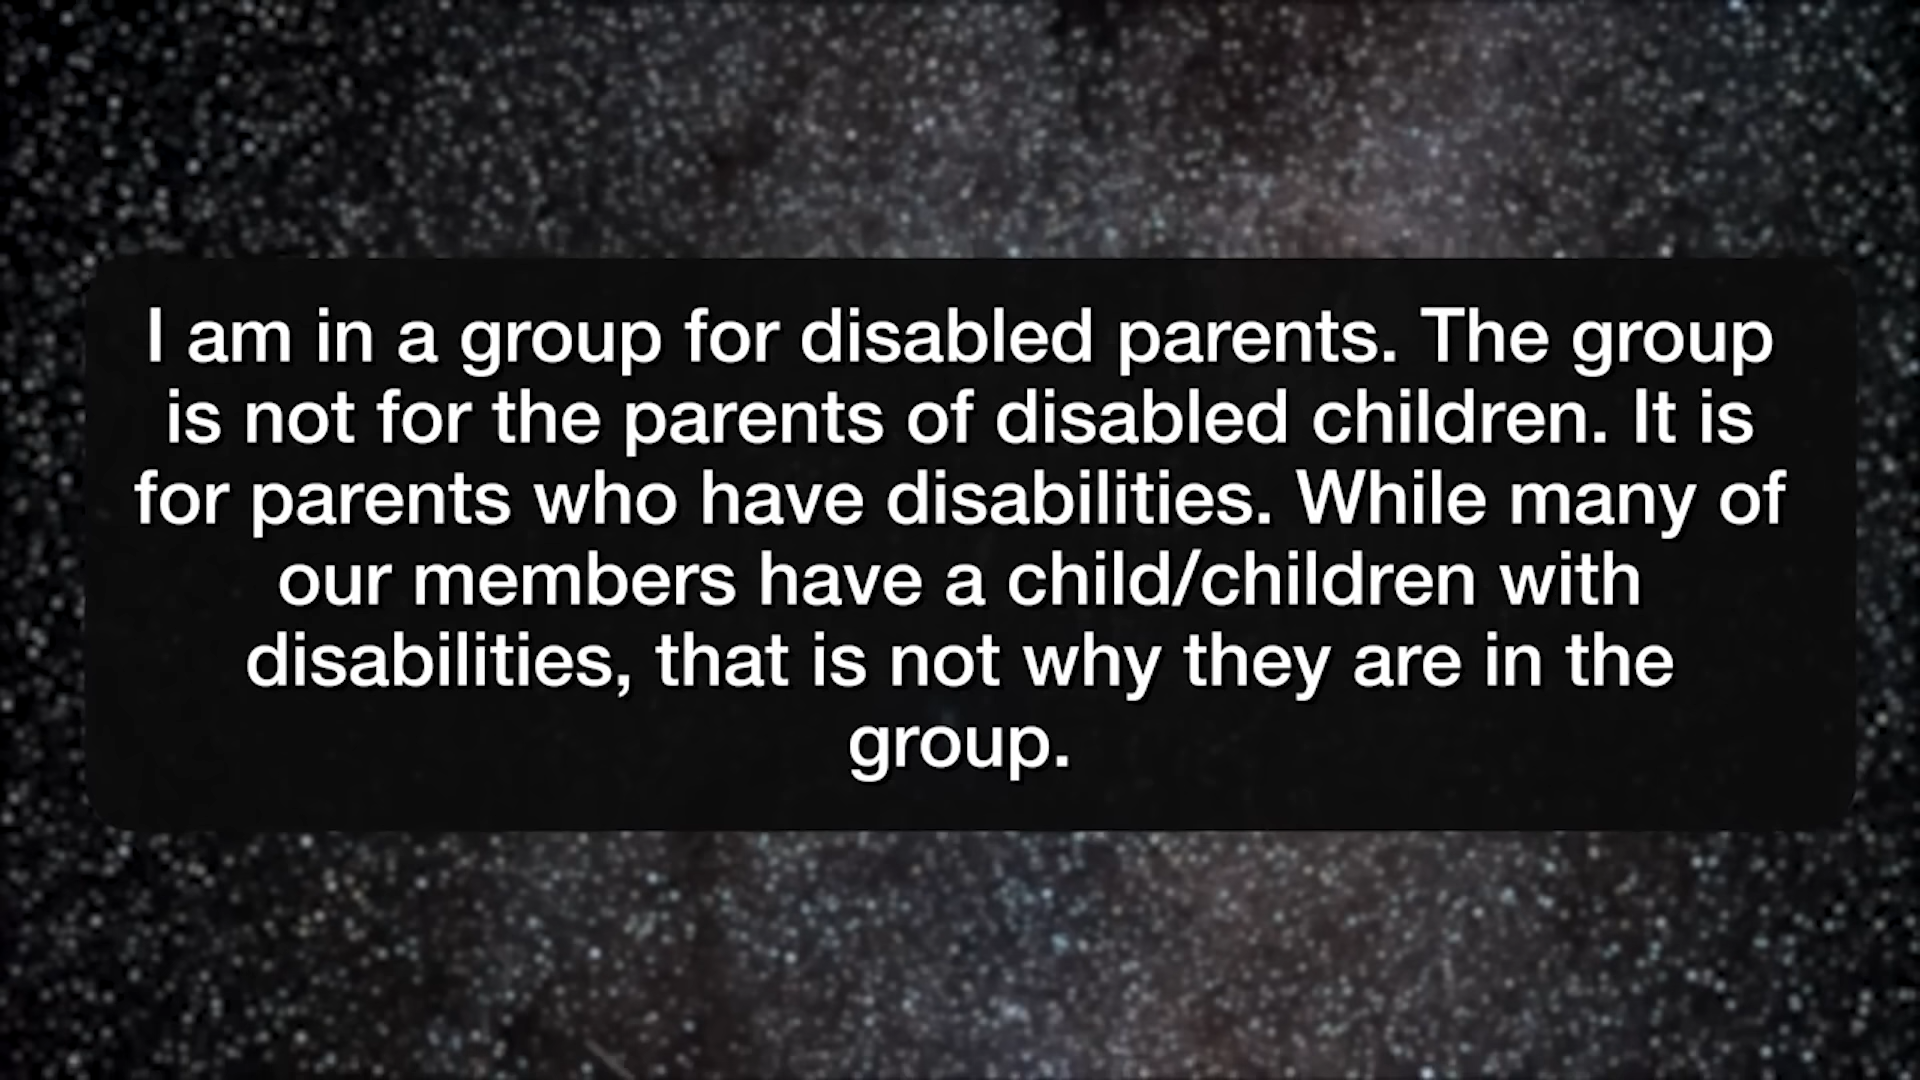 I am in a group for disabled parents. The group
is not for the parents of disabled children. It is
for parents who have disabilities. While many of
our members have a child/children with
disabilities, that is not why they are in the
group.